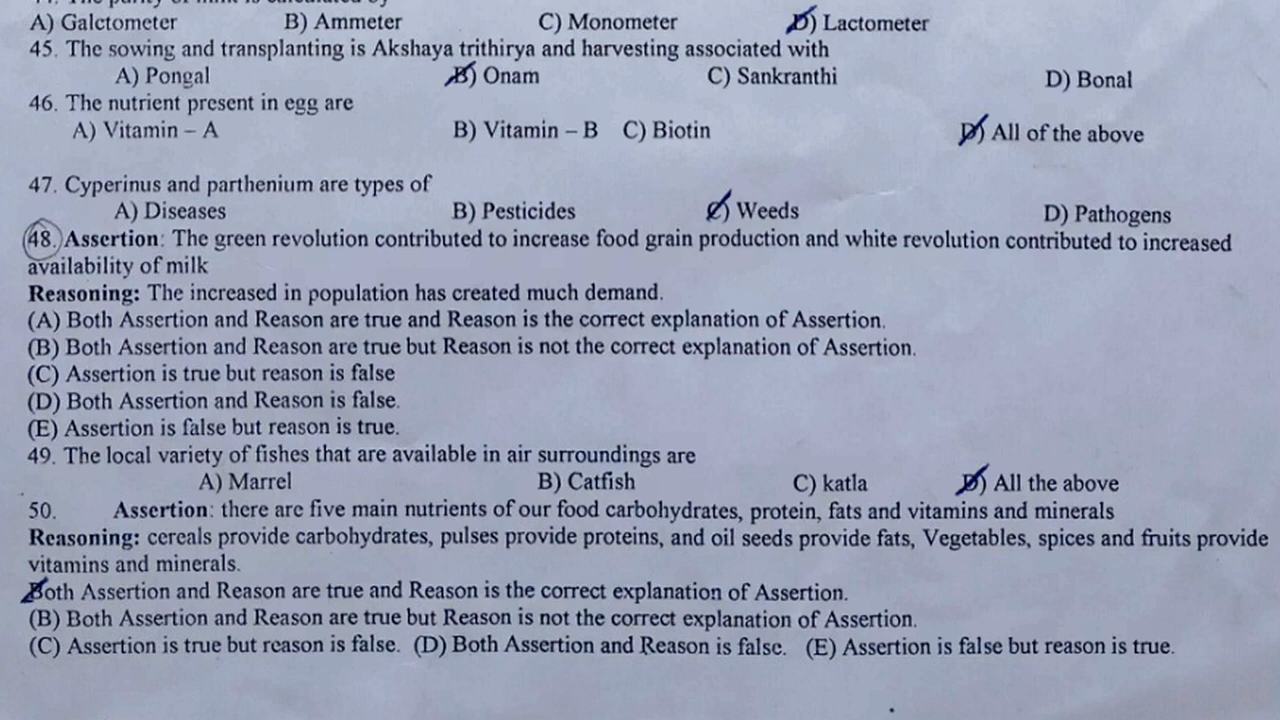 44. The purity of milk is calculated by
A) Galctometer B) Ammeter C) Monometer D) Lactometer
45. The sowing and transplanting is Akshaya trithirya and harvesting associated with
A) Pongal B) Onam C) Sankranthi D) Bonal
46. The nutrient present in egg are
A) Vitamin – A B) Vitamin – B C) Biotin D) All of the above
47. Cyperinus and parthenium are types of
A) Diseases B) Pesticides C) Weeds D) Pathogens
48. Assertion: The green revolution contributed to increase food grain production and white revolution contributed to increased
availability of milk
Reasoning: The increased in population has created much demand.
(A) Both Assertion and Reason are true and Reason is the correct explanation of Assertion.
(B) Both Assertion and Reason are true but Reason is not the correct explanation of Assertion.
(C) Assertion is true but reason is false
(D) Both Assertion and Reason is false.
(E) Assertion is false but reason is true.
49. The local variety of fishes that are available in air surroundings are
A) Marrel B) Catfish C) katla D) All the above
50. Assertion: there are five main nutrients of our food carbohydrates, protein, fats and vitamins and minerals
Reasoning: cereals provide carbohydrates, pulses provide proteins, and oil seeds provide fats, Vegetables, spices and fruits provide
vitamins and minerals.
Both Assertion and Reason are true and Reason is the correct explanation of Assertion.
(B) Both Assertion and Reason are true but Reason is not the correct explanation of Assertion.
(C) Assertion is true but reason is false. (D) Both Assertion and Reason is false. (E) Assertion is false but reason is true.